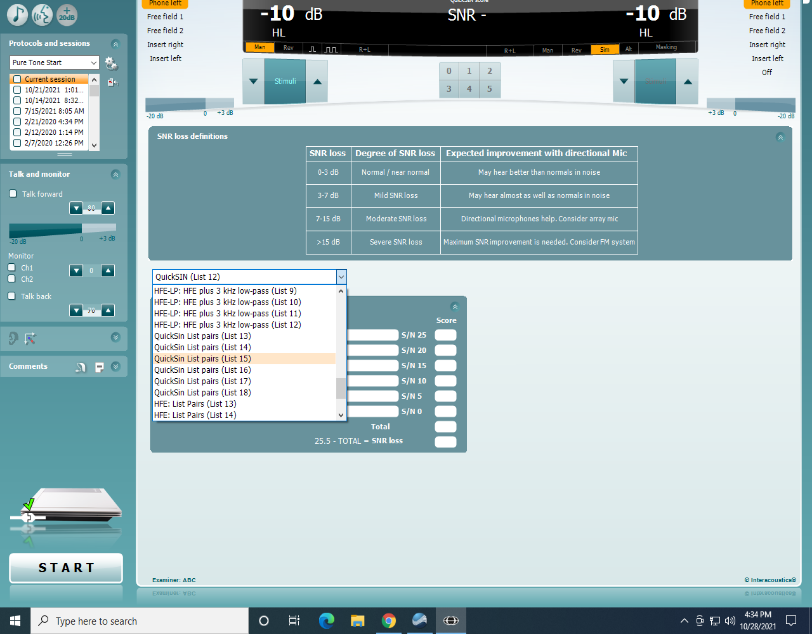 +
20dB
Protocols and sessions
Pure Tone Start
Current session
10/21/2021 1:01...
10/14/2021 8:32...
7/15/2021 8:05 AM
2/21/2020 4:34 PM
2/12/2020 1:14 PM
2/7/2020 12:26 PM
Talk and monitor
Talk forward
-20 dB 0 +3 dB
Monitor
Ch1
Ch2
0
Talk back
Comments
START
Phone left
Free field 1
Free field 2
Insert right
Insert left
-10 dB
HL
SNR -
-10 dB
HL
Man Rev R+L
R+L Man Rev Sin Alt Masking
Phone left
Free field 1
Free field 2
Insert right
Insert left
Off
Stimuli
0 1 2
3 4 5
-20 dB 0 +3 dB
+3 dB 0 -20 dB
SNR loss definitions
SNR loss Degree of SNR loss Expected improvement with directional Mic
0-3 dB Normal / near normal May hear better than normals in noise
3-7 dB Mild SNR loss May hear almost as well as normals in noise
7-15 dB Moderate SNR loss Directional microphones help. Consider array mic
>15 dB Severe SNR loss Maximum SNR improvement is needed. Consider FM system
QuickSIN (List 12)
HFE-LP: HFE plus 3 kHz low-pass (List 9)
HFE-LP: HFE plus 3 kHz low-pass (List 10)
HFE-LP: HFE plus 3 kHz low-pass (List 11)
HFE-LP: HFE plus 3 kHz low-pass (List 12)
QuickSin List pairs (List 13)
QuickSin List pairs (List 14)
QuickSin List pairs (List 15)
QuickSin List pairs (List 16)
QuickSin List pairs (List 17)
QuickSin List pairs (List 18)
HFE: List Pairs (List 13)
HFE: List Pairs (List 14)
Score
S/N 25
S/N 20
S/N 15
S/N 10
S/N 5
S/N 0
Total
25.5 - TOTAL = SNR loss
Examiner: ABC
© Interacoustics®
Type here to search
4:34 PM
10/28/2021